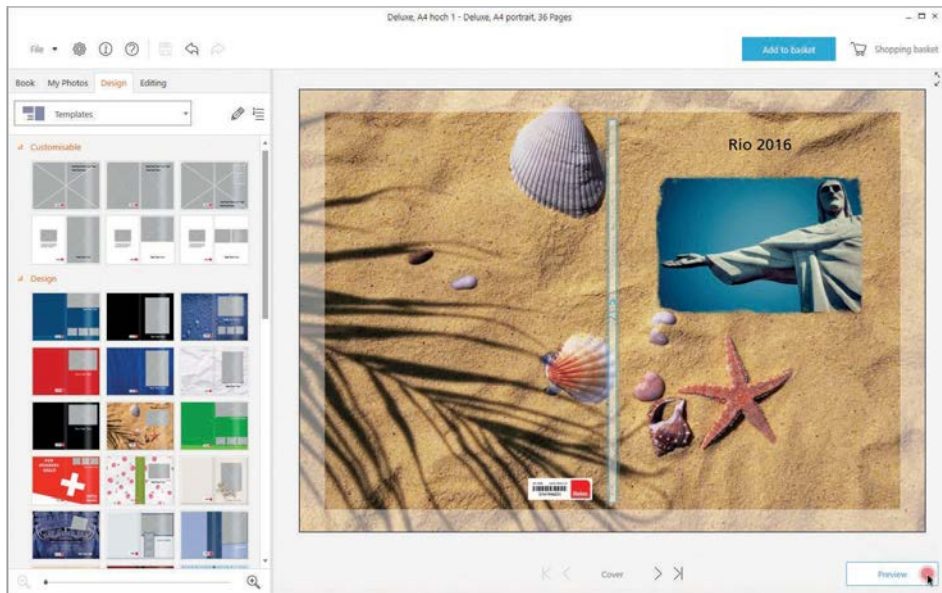 Deluxe, A4 hoch 1 - Deluxe, A4 portrait, 36 Pages
File
Add to basket
Shopping basket
Book
My Photos
Design
Editing
Templates
Customisable
Design
Rio 2016
Cover
Preview